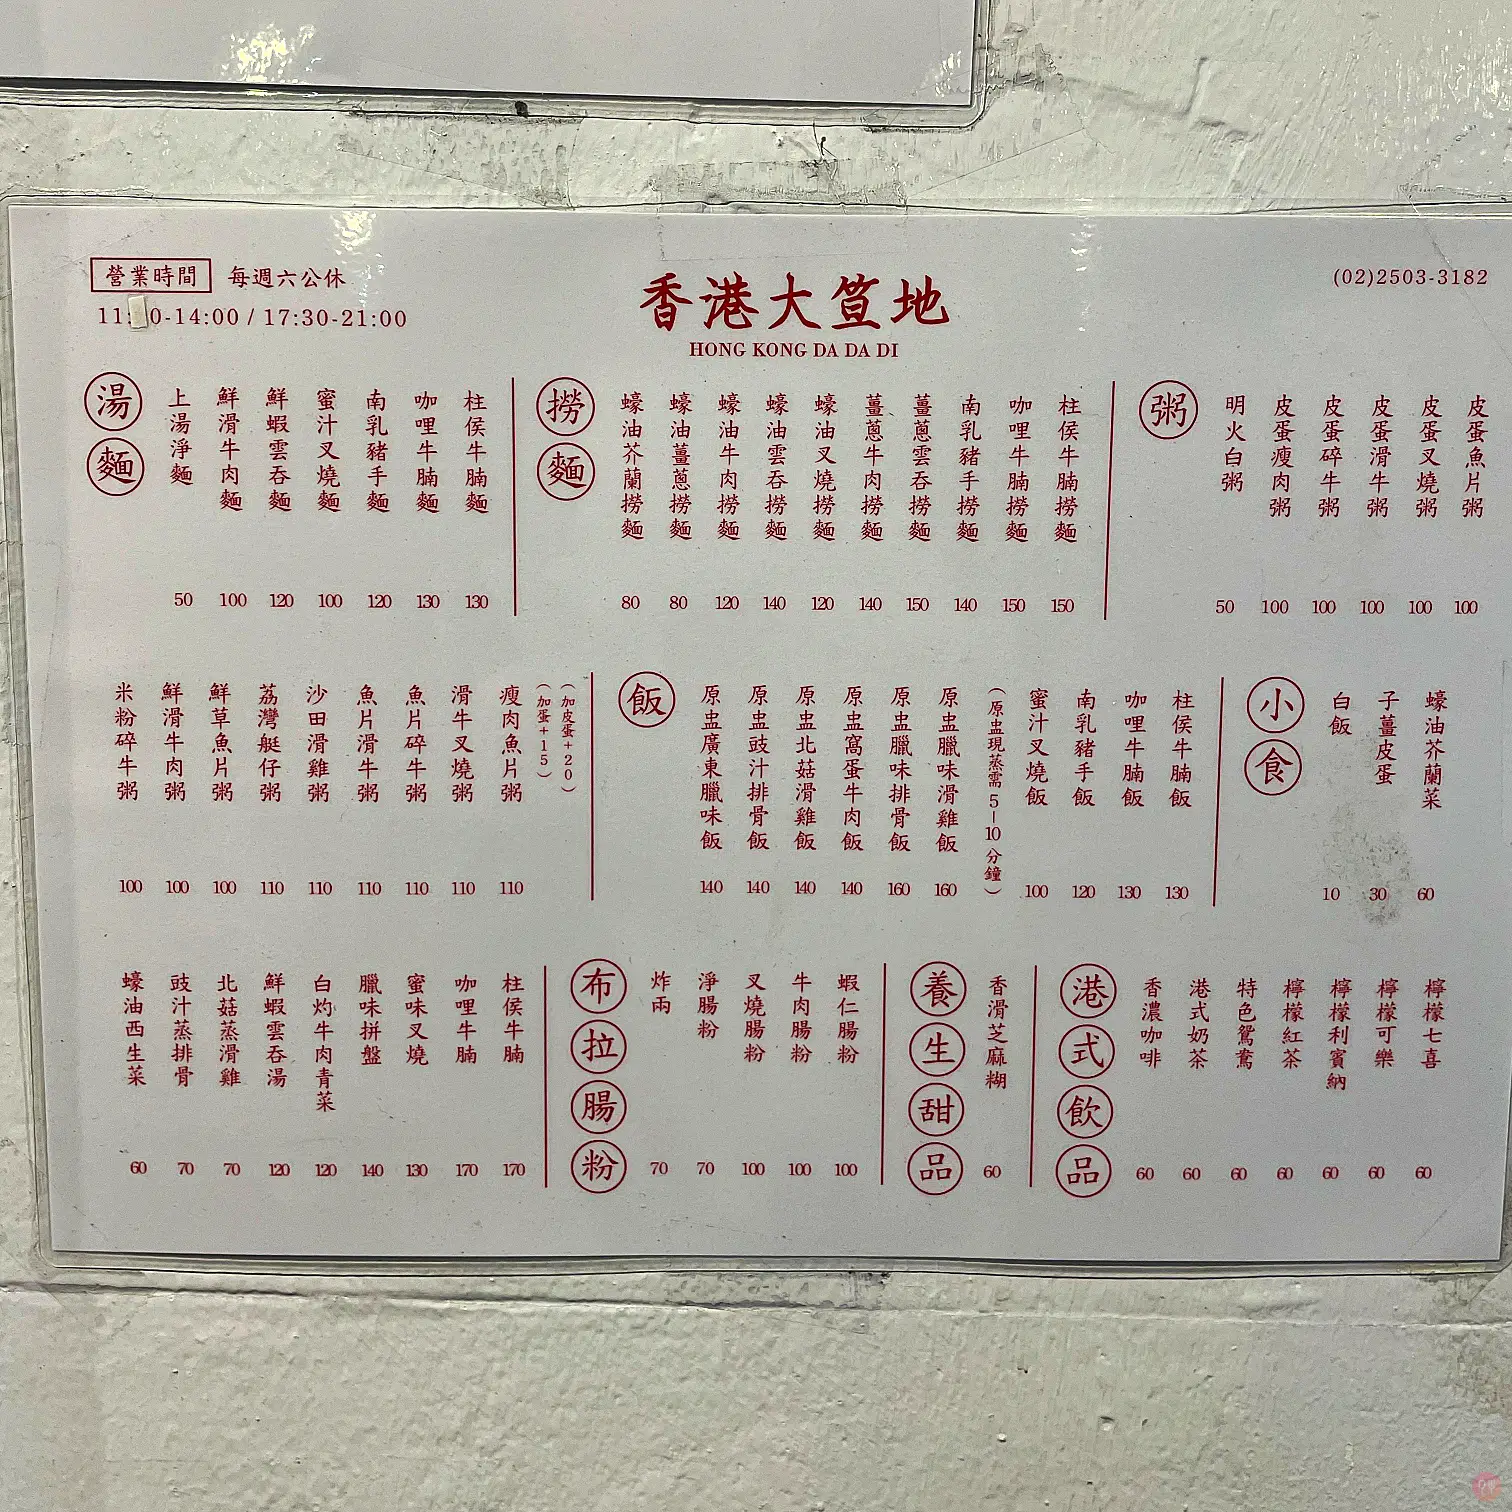 營業時間 每週六公休
11: 0-14:00 / 17:30-21:00
香港大笪地
HONG KONG DA DA DI
(02)2503-3182
湯麵
上湯淨麵 50
鮮滑牛肉麵 100
鮮蝦雲吞麵 120
蜜汁叉燒麵 100
南乳豬手麵 120
咖哩牛腩麵 130
柱侯牛腩麵 130
撈麵
蠔油芥蘭撈麵 80
蠔油薑蔥撈麵 80
蠔油牛肉撈麵 120
蠔油雲吞撈麵 140
蠔油叉燒撈麵 120
薑蔥牛肉撈麵 140
薑蔥雲吞撈麵 150
南乳豬手撈麵 140
咖哩牛腩撈麵 150
柱侯牛腩撈麵 150
粥
明火白粥 50
皮蛋瘦肉粥 100
皮蛋碎牛粥 100
皮蛋滑牛粥 100
皮蛋叉燒粥 100
皮蛋魚片粥 100
米粉碎牛粥 100
鮮滑牛肉粥 100
鮮草魚片粥 100
荔灣艇仔粥 110
沙田滑雞粥 110
魚片滑牛粥 110
魚片碎牛粥 110
滑牛叉燒粥 110
瘦肉魚片粥 110
(加蛋+15)
(加皮蛋+20)
飯
原盅廣東臘味飯 140
原盅豉汁排骨飯 140
原盅北菇滑雞飯 140
原盅窩蛋牛肉飯 140
原盅臘味排骨飯 160
原盅臘味滑雞飯 160
(原盅現蒸需5-10分鐘)
蜜汁叉燒飯 100
南乳豬手飯 120
咖哩牛腩飯 130
柱侯牛腩飯 130
小食
白飯 10
子薑皮蛋 30
蠔油芥蘭菜 60
蠔油西生菜 60
豉汁蒸排骨 70
北菇蒸滑雞 70
鮮蝦雲吞湯 120
白灼牛肉青菜 120
臘味拼盤 140
蜜味叉燒 130
咖哩牛腩 170
柱侯牛腩 170
布拉腸粉
炸兩 70
淨腸粉 70
叉燒腸粉 100
牛肉腸粉 100
蝦仁腸粉 100
養生甜品
香滑芝麻糊 60
港式飲品
香濃咖啡 60
港式奶茶 60
特色鴛鴦 60
檸檬紅茶 60
檸檬利賓納 60
檸檬可樂 60
檸檬七喜 60